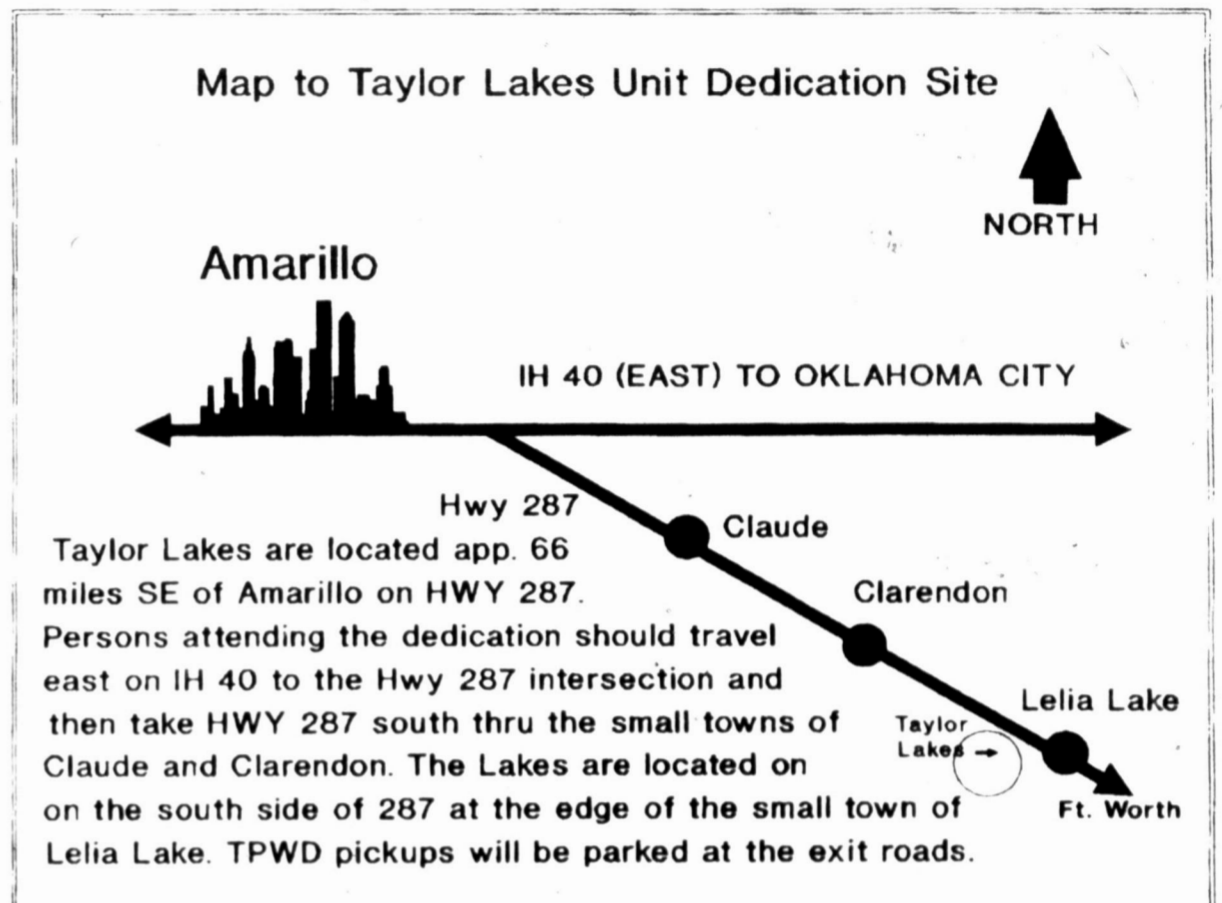 Map to Taylor Lakes Unit Dedication Site
NORTH
Amarillo
IH 40 (EAST) TO OKLAHOMA CITY
Hwy 287
Claude
Clarendon
Lelia Lake
Taylor
Lakes
Ft. Worth
Taylor Lakes are located app. 66
miles SE of Amarillo on HWY 287.
Persons attending the dedication should travel
east on IH 40 to the Hwy 287 intersection and
then take HWY 287 south thru the small towns of
Claude and Clarendon. The Lakes are located on
on the south side of 287 at the edge of the small town of
Lelia Lake. TPWD pickups will be parked at the exit roads.